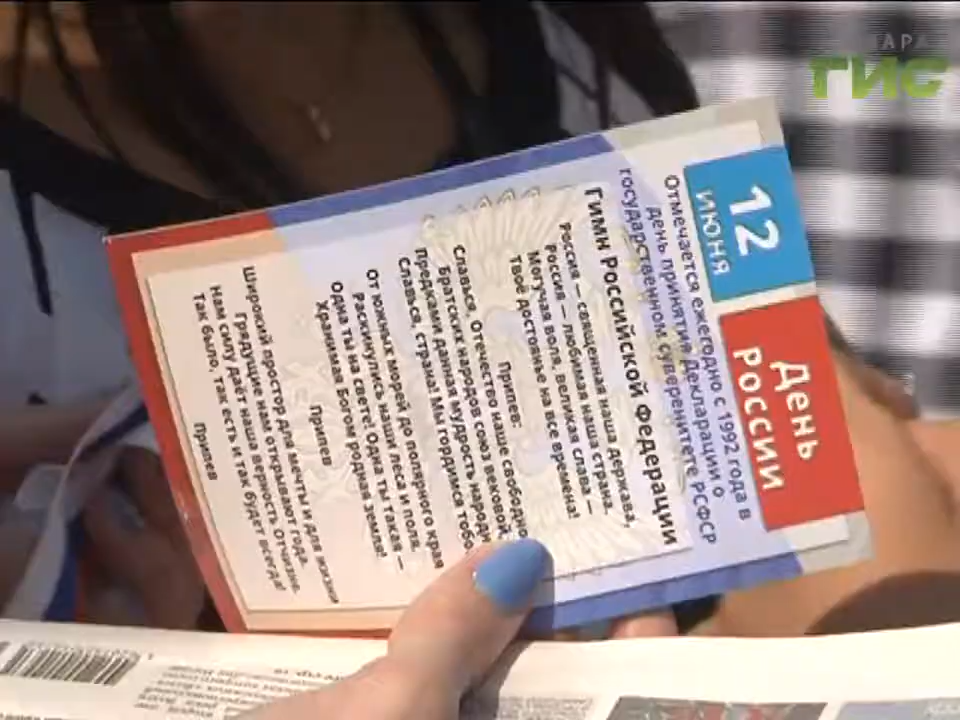 САМАРА
ГИС
12
ИЮНЯ
День
России
Отмечается ежегодно с 1992 года в
день принятия Декларации о
государственном суверенитете РСФСР
Гимн Российской Федерации
Россия — священная наша держава,
Россия — любимая наша страна.
Могучая воля, великая слава —
Твоё достоянье на все времена!
Припев:
Славься, Отечество наше свободно
Братских народов союз вековой,
Предками данная мудрость народн
Славься, страна! Мы гордимся тобо
От южных морей до полярного края
Раскинулись наши леса и поля.
Одна ты на свете! Одна ты такая —
Хранимая Богом родная земля!
Припев
Широкий простор для мечты и для жизни
Грядущие нам открывают года.
Нам силу даёт наша верность Отчизне.
Так было, так есть и так будет всегда!
Припев